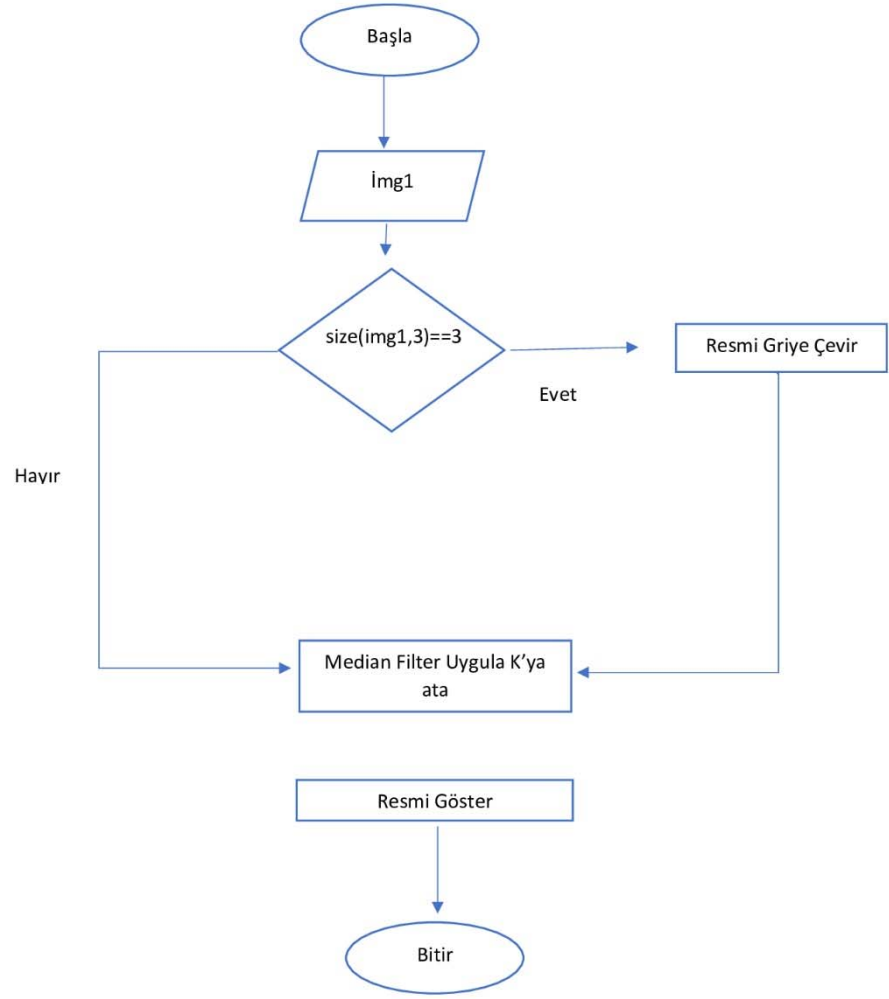 Başla
İmg1
size(img1,3)==3
Resmi Griye Çevir
Evet
Hayır
Median Filter Uygula K’ya
ata
Resmi Göster
Bitir